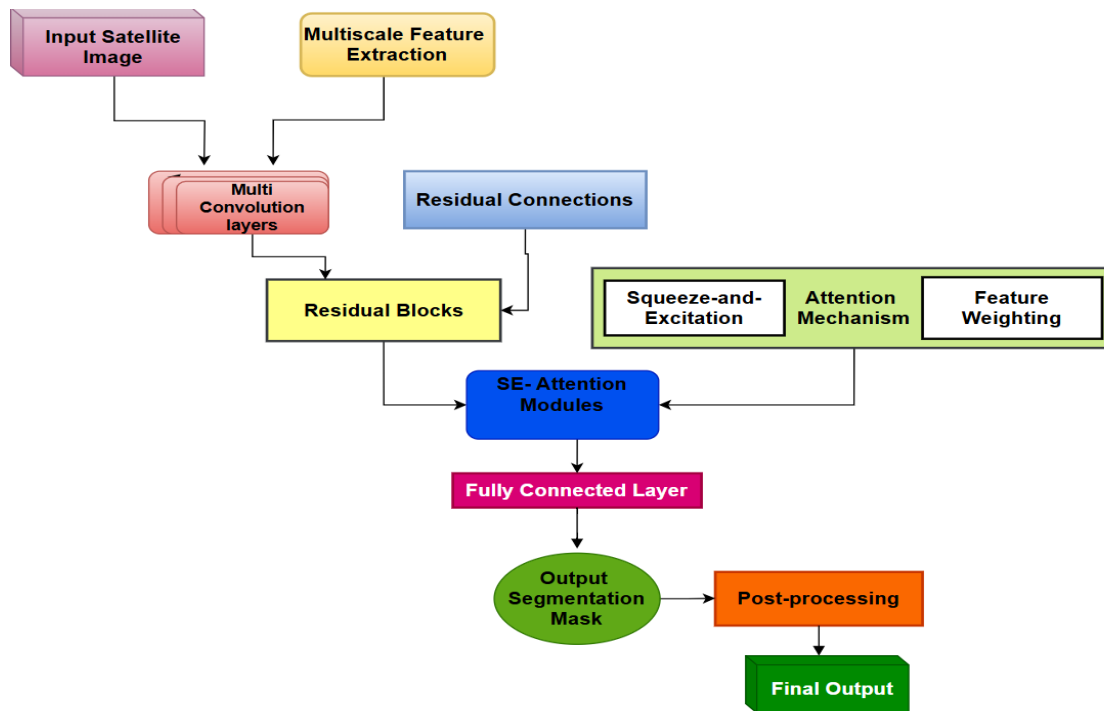 Input Satellite
Image
Multiscale Feature
Extraction
Multi
Convolution
layers
Residual Connections
Residual Blocks
Squeeze-and-
Excitation
Attention
Mechanism
Feature
Weighting
SE- Attention
Modules
Fully Connected Layer
Output
Segmentation
Mask
Post-processing
Final Output